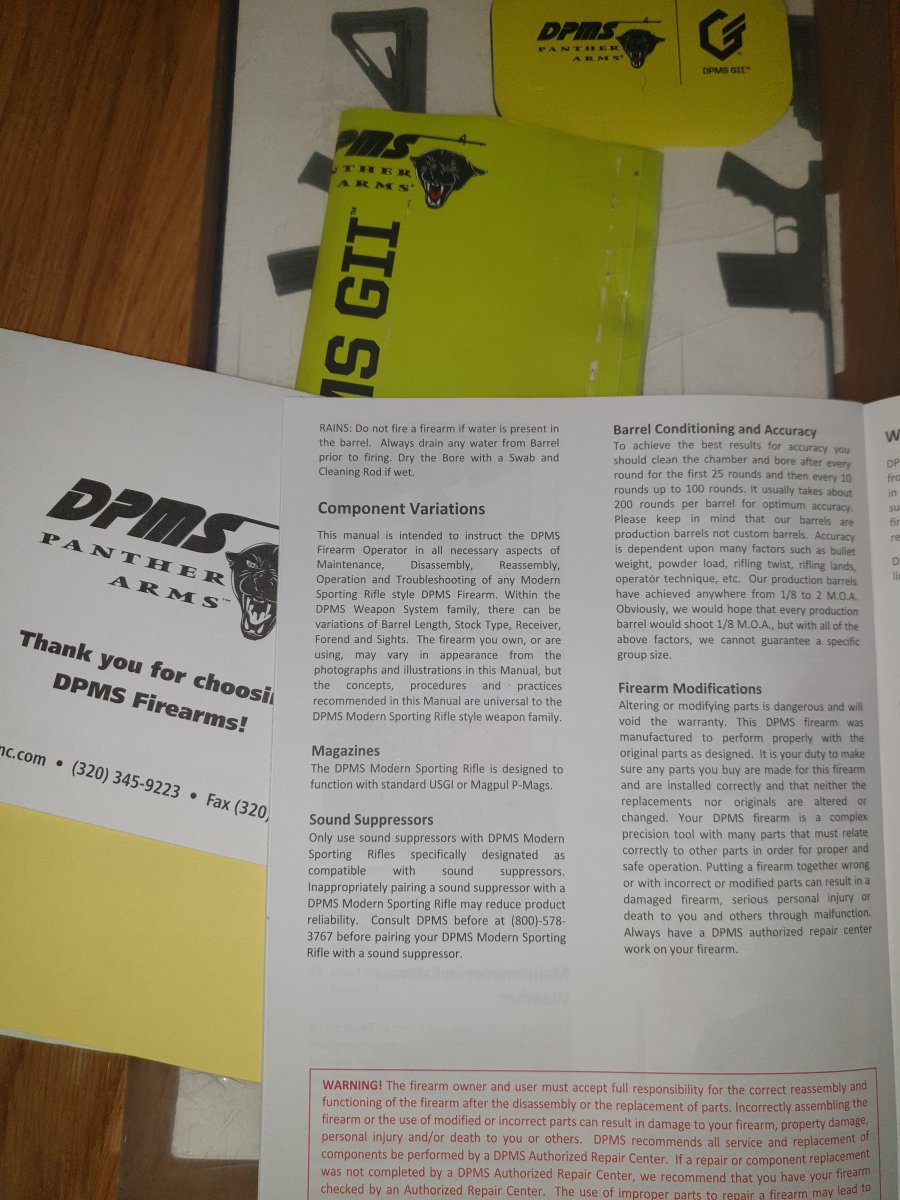 DPMS
PANTHER
ARMS
DPMS GII™
DPMS
THER
ARMS
MS GII
DPMS
PANTHER
ARMS™
Thank you for
DPMS Firearms!
nc.com • (320) 345-9223 • Fax (320)
RAINS: Do not fire a firearm if water is present in
the barrel. Always drain any water from Barrel
prior to firing. Dry the Bore with a Swab and
Cleaning Rod if wet.
Component Variations
This manual is intended to instruct the DPMS
Firearm Operator in all necessary aspects of
Maintenance, Disassembly, Reassembly,
Operation and Troubleshooting of any Modern
Sporting Rifle style DPMS Firearm. Within the
DPMS Weapon System family, there can be
variations of Barrel Length, Stock Type, Receiver,
Forend and Sights. The firearm you own, or are
using, may vary in appearance from the
photographs and illustrations in this Manual, but
the concepts, procedures and practices
recommended in this Manual are universal to the
DPMS Modern Sporting Rifle style weapon family.
Magazines
The DPMS Modern Sporting Rifle is designed to
function with standard USGI or Magpul P-Mags.
Sound Suppressors
Only use sound suppressors with DPMS Modern
Sporting Rifles specifically designated as
compatible with sound suppressors.
Inappropriately pairing a sound suppressor with a
DPMS Modern Sporting Rifle may reduce product
reliability. Consult DPMS before at (800)-578-
3767 before pairing your DPMS Modern Sporting
Rifle with a sound suppressor.
Barrel Conditioning and Accuracy
To achieve the best results for accuracy you
should clean the chamber and bore after every
round for the first 25 rounds and then every 10
rounds up to 100 rounds. It usually takes about
200 rounds per barrel for optimum accuracy.
Please keep in mind that our barrels are
production barrels not custom barrels. Accuracy
is dependent upon many factors such as bullet
weight, powder load, rifling twist, rifling lands,
operator technique, etc. Our production barrels
have achieved anywhere from 1/8 to 2 M.O.A.
Obviously, we would hope that every production
barrel would shoot 1/8 M.O.A., but with all of the
above factors, we cannot guarantee a specific
group size.
Firearm Modifications
Altering or modifying parts is dangerous and will
void the warranty. This DPMS firearm was
manufactured to perform properly with the
original parts as designed. It is your duty to make
sure any parts you buy are made for this firearm
and are installed correctly and that neither the
replacements nor originals are altered or
changed. Your DPMS firearm is a complex
precision tool with many parts that must relate
correctly to other parts in order for proper and
safe operation. Putting a firearm together wrong
or with incorrect or modified parts can result in a
damaged firearm, serious personal injury or
death to you and others through malfunction.
Always have a DPMS authorized repair center
work on your firearm.
WARNING! The firearm owner and user must accept full responsibility for the correct reassembly and
functioning of the firearm after the disassembly or the replacement of parts. Incorrectly assembling the
firearm or the use of modified or incorrect parts can result in damage to your firearm, property damage,
personal injury and/or death to you or others. DPMS recommends all service and replacement of
components be performed by a DPMS Authorized Repair Center. If a repair or component replacement
was not completed by a DPMS Authorized Repair Center, we recommend that you have your firearm
checked by an Authorized Repair Center. The use of improper parts to repair a firearm may lead to